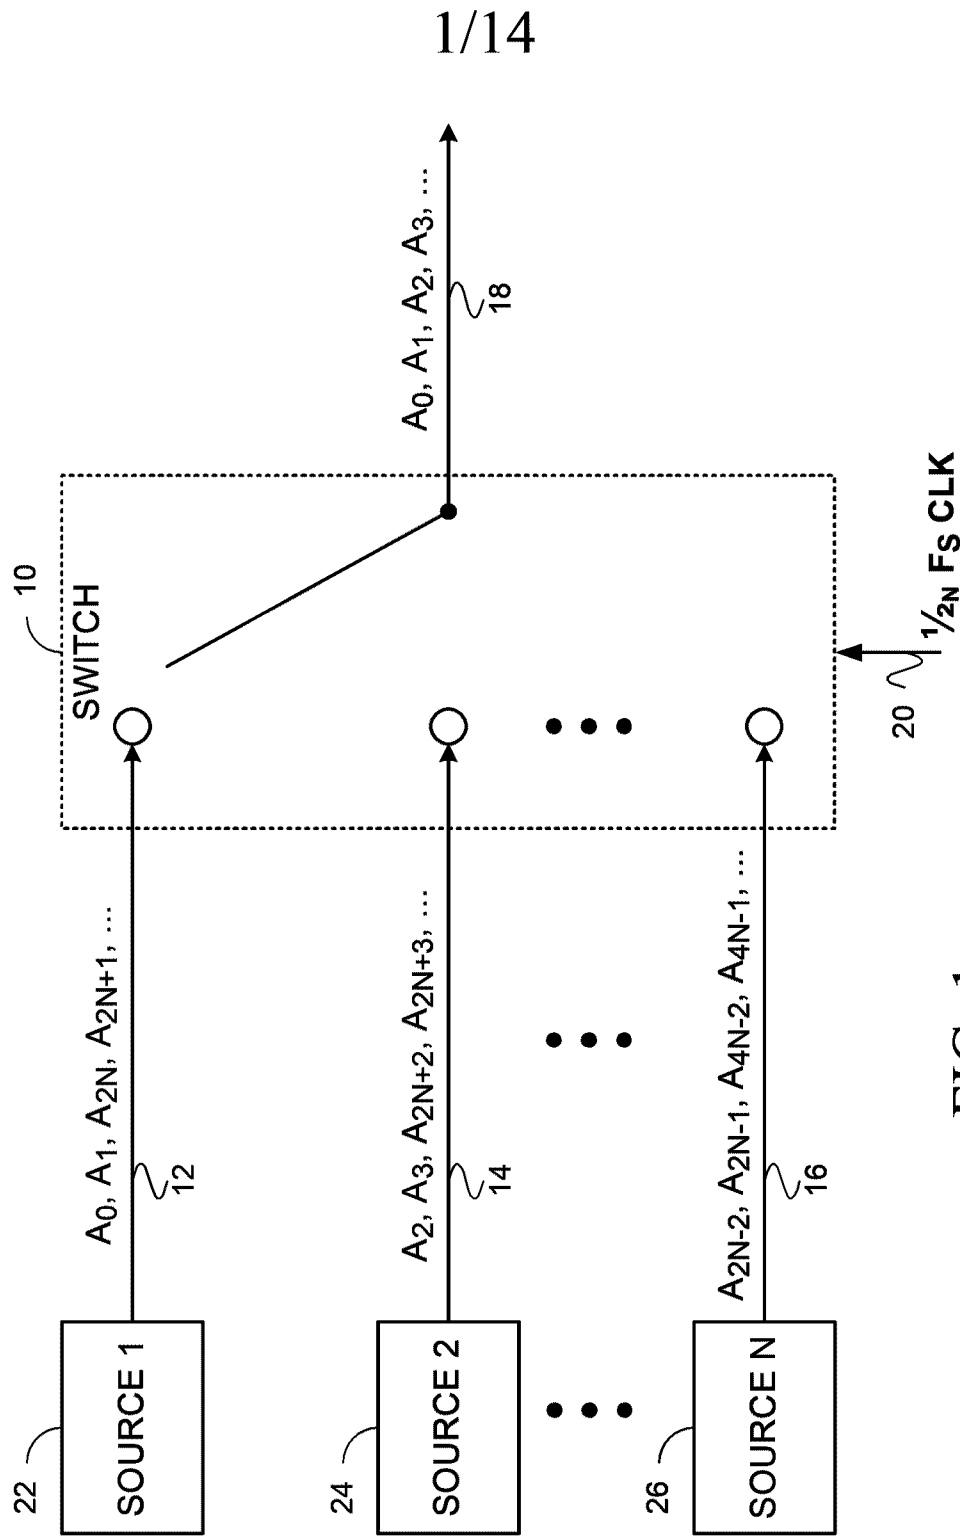 1/14
22
SOURCE 1
A0, A1, A2N, A2N+1, ...
12
24
SOURCE 2
A2, A3, A2N+2, A2N+3, ...
14
26
SOURCE N
A2N-2, A2N-1, A4N-2, A4N-1, ...
16
10
SWITCH
A0, A1, A2, A3, ...
18
20
½N FS CLK